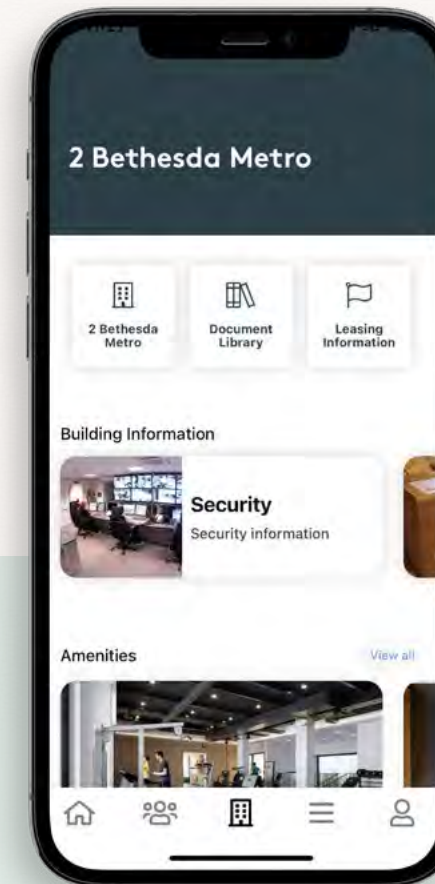 2 Bethesda Metro
2 Bethesda
Metro
Document
Library
Leasing
Information
Building Information
Security
Security information
Amenities
View all